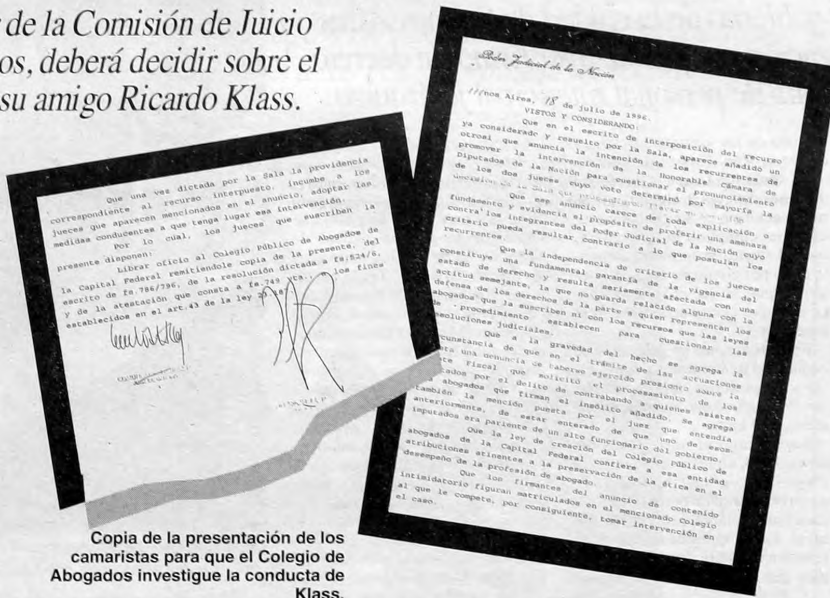 de la Comisión de Juicio
os, deberá decidir sobre el
su amigo Ricardo Klass.
Poder Judicial de la Nación
nos Aires, 18 de julio de 1996.
VISTOS Y CONSIDERANDO:
Que en el escrito de interposición del recurso
ya considerado y resuelto por la Sala, aparece añadido un
otrosí que anuncia la intención de los recurrentes de
promover la intervención de la Honorable Cámara de
Diputados de la Nación para cuestionar el pronunciamiento
de los dos jueces cuyo voto determinó por mayoría la
decisión de la Sala que
Que ese anuncio carece de toda explicación o
fundamento y evidencia el propósito de proferir una amenaza
contra los integrantes del Poder Judicial de la Nación cuyo
criterio pueda resultar contrario a lo que postulan los
recurrentes.
Que la independencia de criterio de los jueces
constituye una fundamental garantía de la vigencia del
estado de derecho y resulta seriamente afectada con una
actitud semejante, la que no guarda relación alguna con la
defensa de los derechos de la parte a quien representan los
abogados que la suscriben ni con los recursos que las leyes
de procedimiento establecen para cuestionar las
resoluciones judiciales.
Que a la gravedad del hecho se agrega la
cunstancia de que en el trámite de las actuaciones
sta una denuncia de haberse ejercido presiones sobre la
te Fiscal que solicitó el procesamiento de los
tados por el delito de contrabando a quienes asisten
abogados que firman el insólito añadido. Se agrega
también la mención puesta por el juez que entendía
anteriormente, de estar enterado de que uno de esos
imputados era pariente de un alto funcionario del gobierno.
Que la ley de creación del Colegio Público de
abogados de la Capital Federal confiere a esa entidad
atribuciones atinentes a la preservación de la ética en el
desempeño de la profesión de abogado.
Que los firmantes del anuncio de contenido
intimidatorio figuran matriculados en el mencionado Colegio
al que le compete, por consiguiente, tomar intervención en
el caso.
Que una vez dictada por la Sala la providencia
correspondiente al recurso interpuesto, incumbe a los
jueces que aparecen mencionados en el anuncio, adoptar las
medidas conducentes a que tenga lugar esa intervención.
Por lo cual, los jueces que suscriben la
presente disponen:
Librar oficio al Colegio Público de Abogados de
la Capital Federal remitiéndole copia de la presente, del
escrito de fs.786/796, de la resolución dictada a fs.824/6,
y de la atestación que consta a fs.749 vta., a los fines
establecidos en el art.43 de la ley
Copia de la presentación de los
camaristas para que el Colegio de
Abogados investigue la conducta de
Klass.